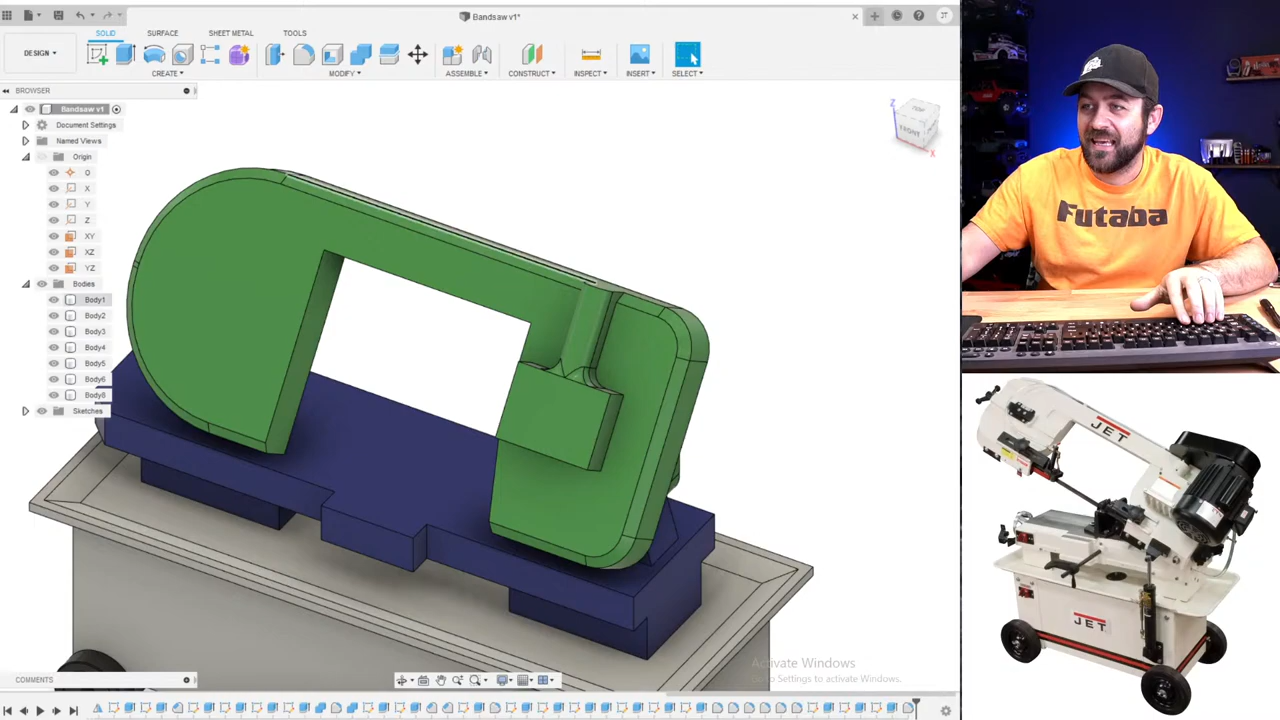 Bandsaw v1*
JT
SOLID
SURFACE
SHEET METAL
TOOLS
DESIGN
CREATE
MODIFY
ASSEMBLE
CONSTRUCT
INSPECT
INSERT
SELECT
BROWSER
Bandsaw v1
Document Settings
Named Views
Origin
O
X
Y
Z
XY
XZ
YZ
Bodies
Body1
Body2
Body3
Body4
Body5
Body6
Body8
Sketches
Z
FRONT
X
Futaba
JET
JET
Activate Windows
Go to Settings to activate Windows.
COMMENTS